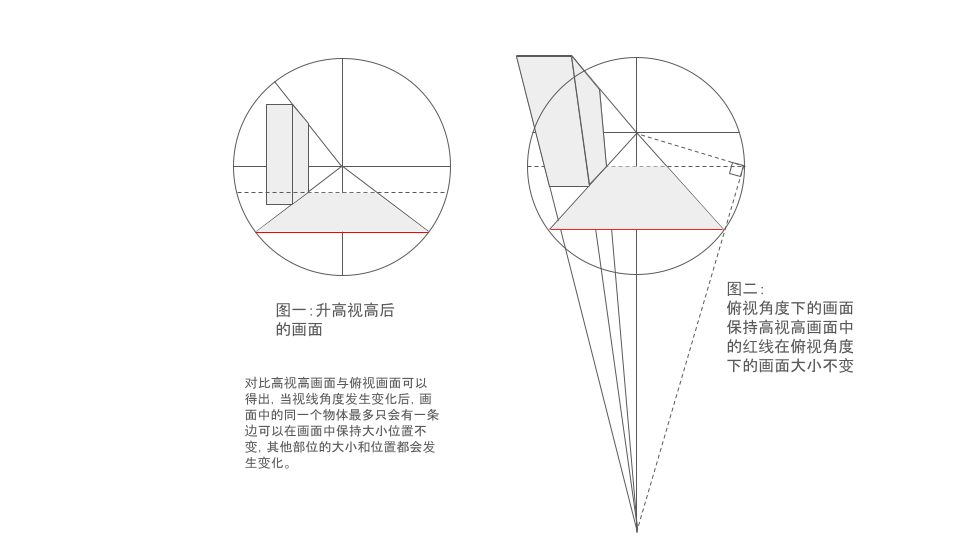 图一:升高视高后
的画面
对比高视高画面与俯视画面可以
得出, 当视线角度发生变化后, 画
面中的同一个物体最多只会有一条
边可以在画面中保持大小位置不
变, 其他部位的大小和位置都会发
生变化。
图二:
俯视角度下的画面
保持高视高画面中
的红线在俯视角度
下的画面大小不变